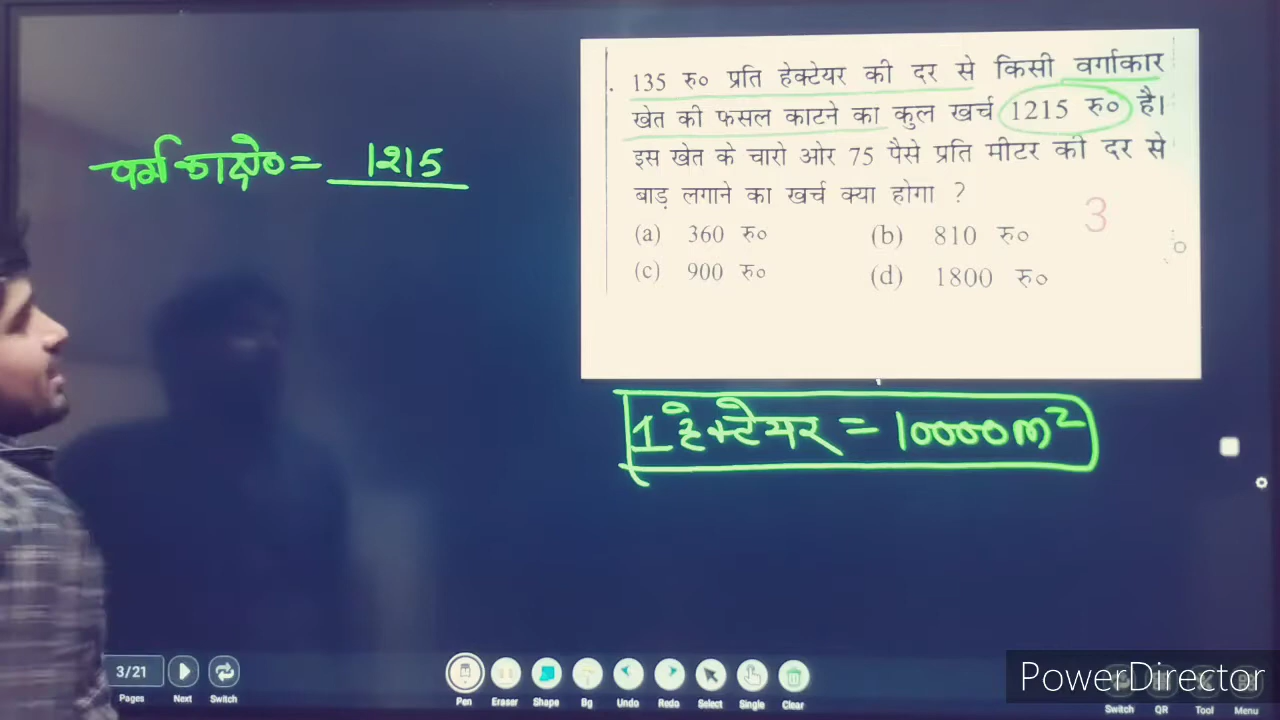 . 135 रु० प्रति हेक्टेयर की दर से किसी वर्गाकार
खेत की फसल काटने का कुल खर्च 1215 रु० है।
इस खेत के चारो ओर 75 पैसे प्रति मीटर की दर से
बाड़ लगाने का खर्च क्या होगा ?
(a) 360 रु० (b) 810 रु०
(c) 900 रु० (d) 1800 रु०
3
वर्ग का क्षे० = 1215
1 हेक्टेयर = 10000m²
3/21
Pages Next Switch
Pen Eraser Shape Bg Undo Redo Select Single Clear
PowerDirector
Switch QR Tool Menu